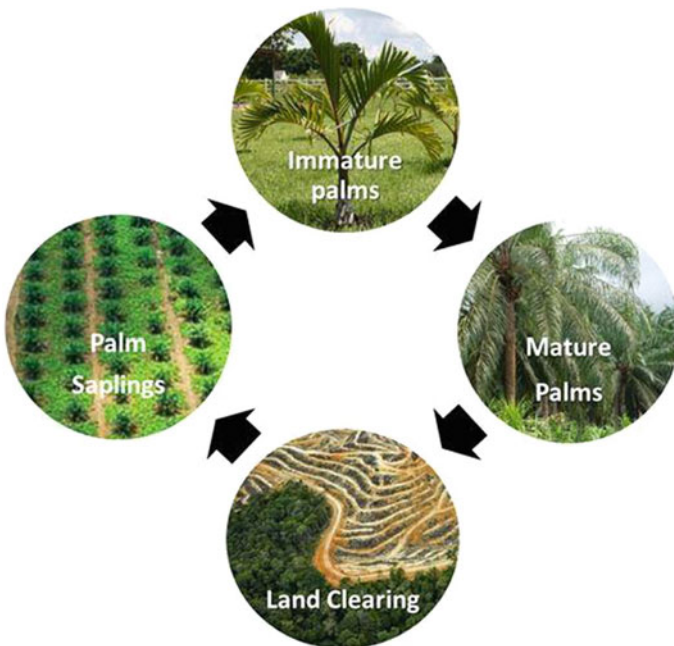 Immature
palms
Mature
Palms
Land Clearing
Palm
Saplings